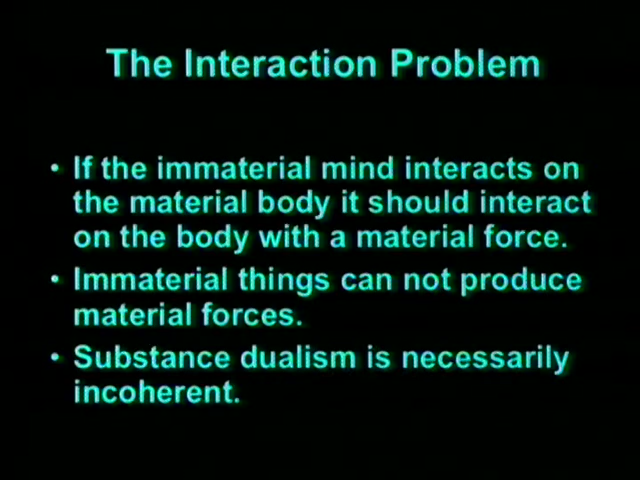 The Interaction Problem
• If the immaterial mind interacts on
the material body it should interact
on the body with a material force.
• Immaterial things can not produce
material forces.
• Substance dualism is necessarily
incoherent.